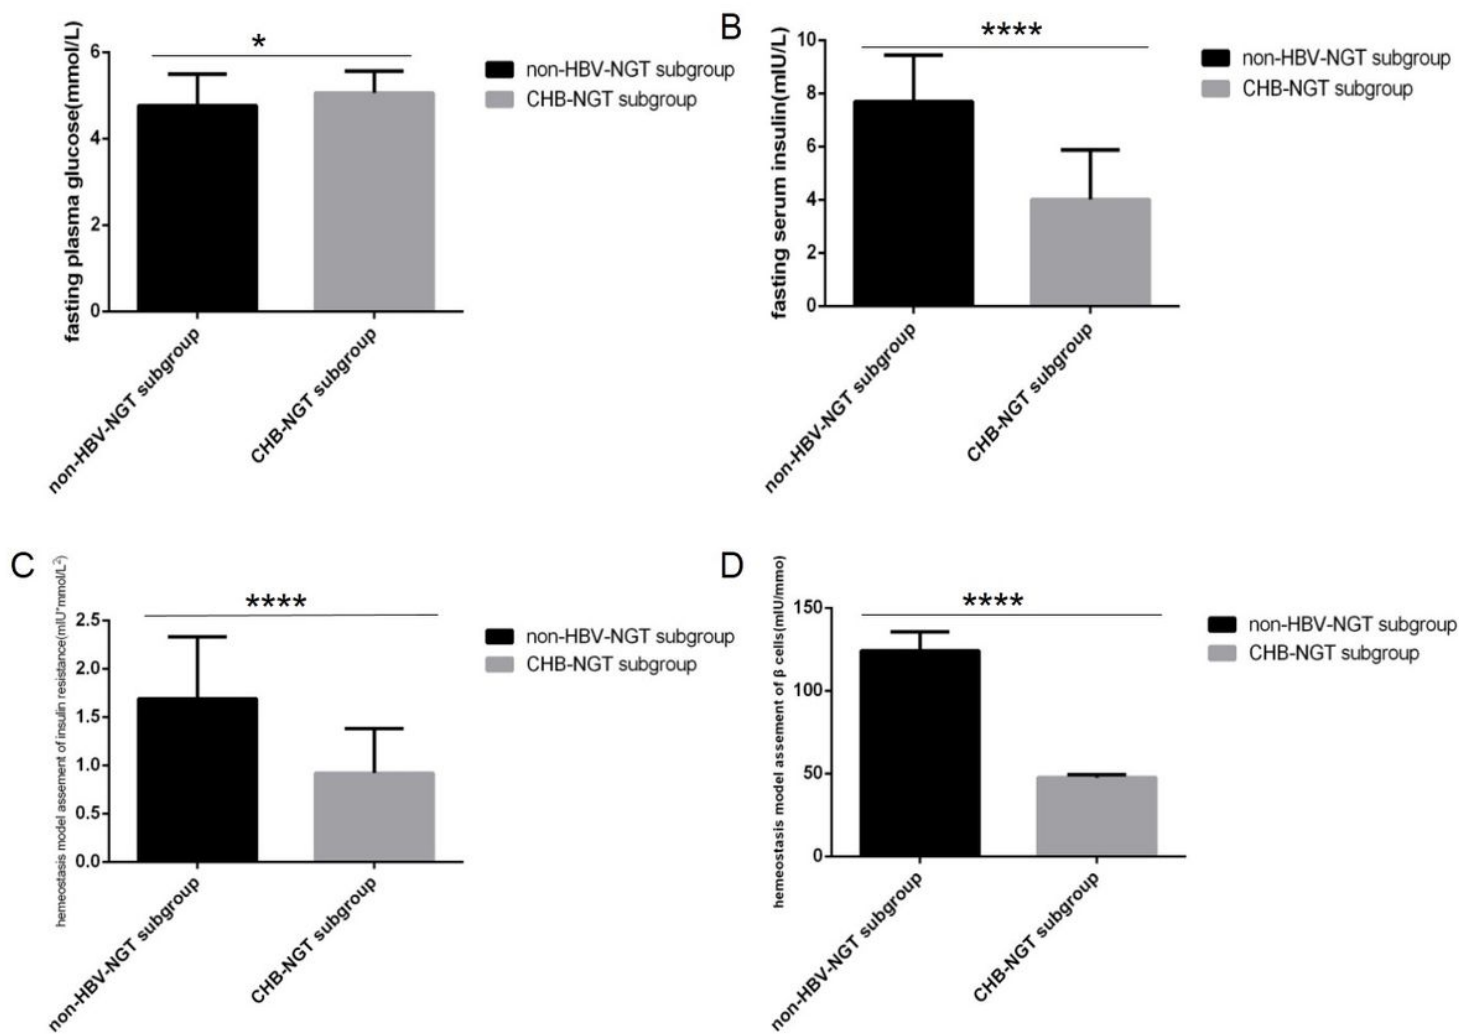 fasting plasma glucose(mmol/L)
6
4
2
0
*
non-HBV-NGT subgroup
CHB-NGT subgroup
non-HBV-NGT subgroup
CHB-NGT subgroup
B
fasting serum insulin(mIU/L)
10
8
6
4
2
0
****
non-HBV-NGT subgroup
CHB-NGT subgroup
non-HBV-NGT subgroup
CHB-NGT subgroup
C
hemeostasis model assement of insulin resistance(mIU*mmol/L²)
2.5
2.0
1.5
1.0
0.5
0.0
****
non-HBV-NGT subgroup
CHB-NGT subgroup
non-HBV-NGT subgroup
CHB-NGT subgroup
D
hemeostasis model assement of β cells(mIU/mmo)
150
100
50
0
****
non-HBV-NGT subgroup
CHB-NGT subgroup
non-HBV-NGT subgroup
CHB-NGT subgroup